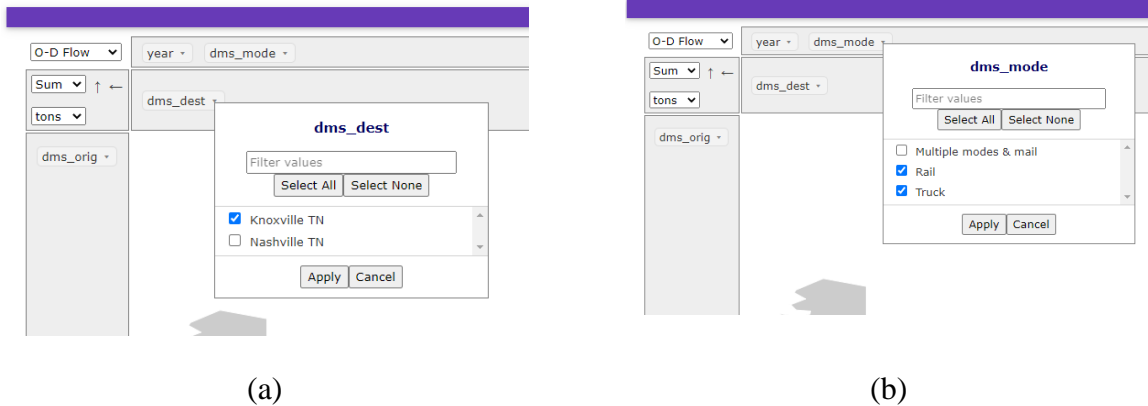 O-D Flow
year
dms_mode
Sum ↑ ←
tons
dms_dest
dms_orig
dms_dest
Filter values
Select All Select None
Knoxville TN
Nashville TN
Apply Cancel
(a)
O-D Flow
year
dms_mode
Sum ↑ ←
tons
dms_dest
dms_orig
dms_mode
Filter values
Select All Select None
Multiple modes & mail
Rail
Truck
Apply Cancel
(b)